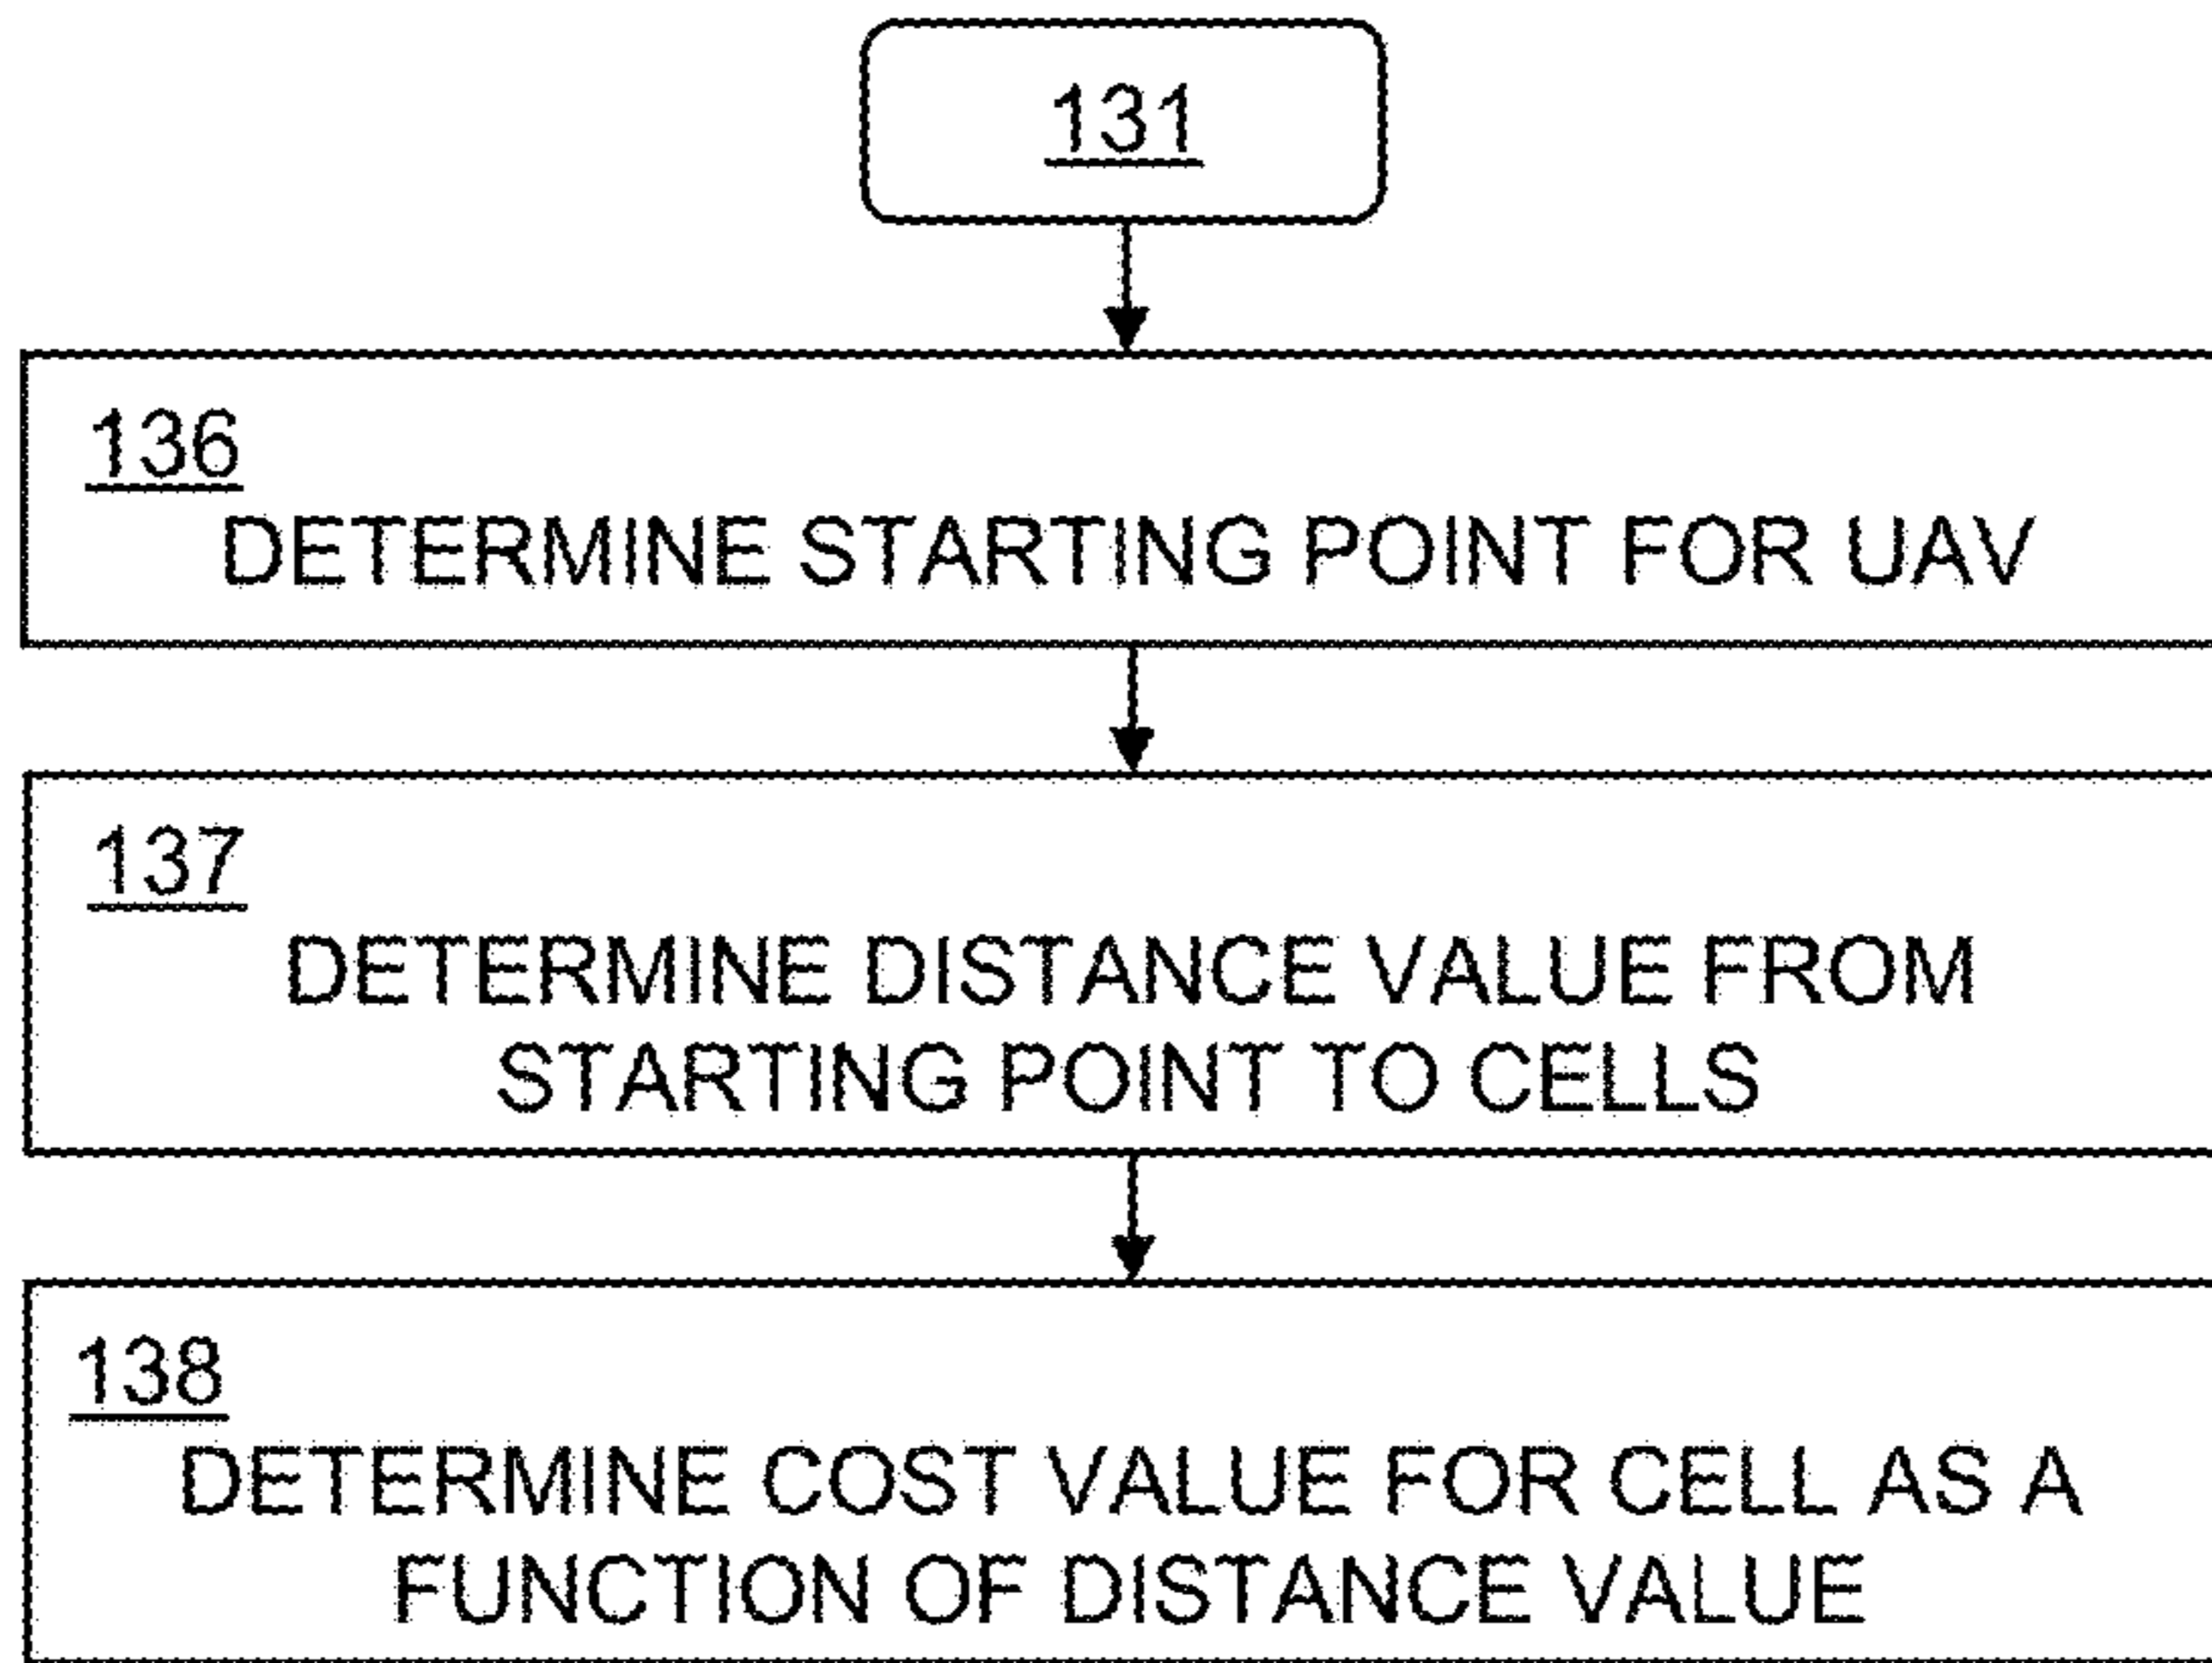 131
136
DETERMINE STARTING POINT FOR UAV
137
DETERMINE DISTANCE VALUE FROM
STARTING POINT TO CELLS
138
DETERMINE COST VALUE FOR CELL AS A
FUNCTION OF DISTANCE VALUE